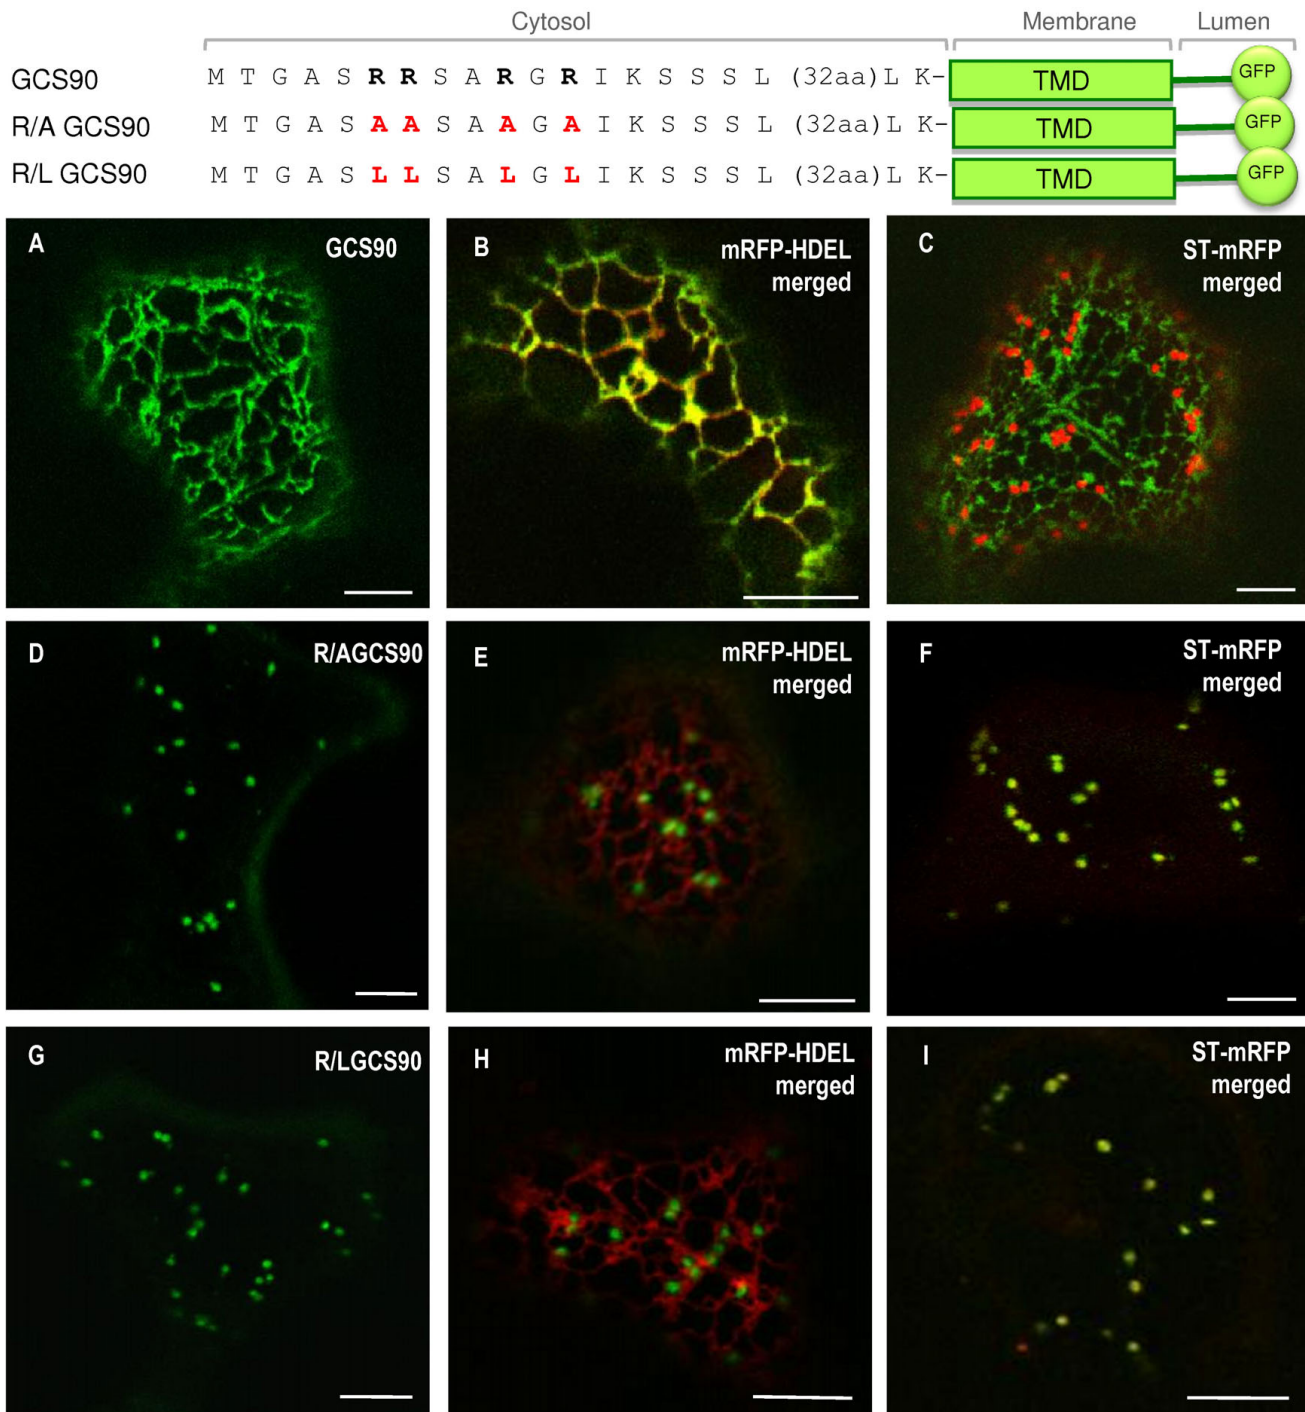 Cytosol Membrane Lumen
GCS90 M T G A S R R S A R G R I K S S S L (32aa) L K- TMD GFP
R/A GCS90 M T G A S A A S A A G A I K S S S L (32aa) L K- TMD GFP
R/L GCS90 M T G A S L L S A L G L I K S S S L (32aa) L K- TMD GFP
A GCS90
B mRFP-HDEL
merged
C ST-mRFP
merged
D R/AGCS90
E mRFP-HDEL
merged
F ST-mRFP
merged
G R/LGCS90
H mRFP-HDEL
merged
I ST-mRFP
merged